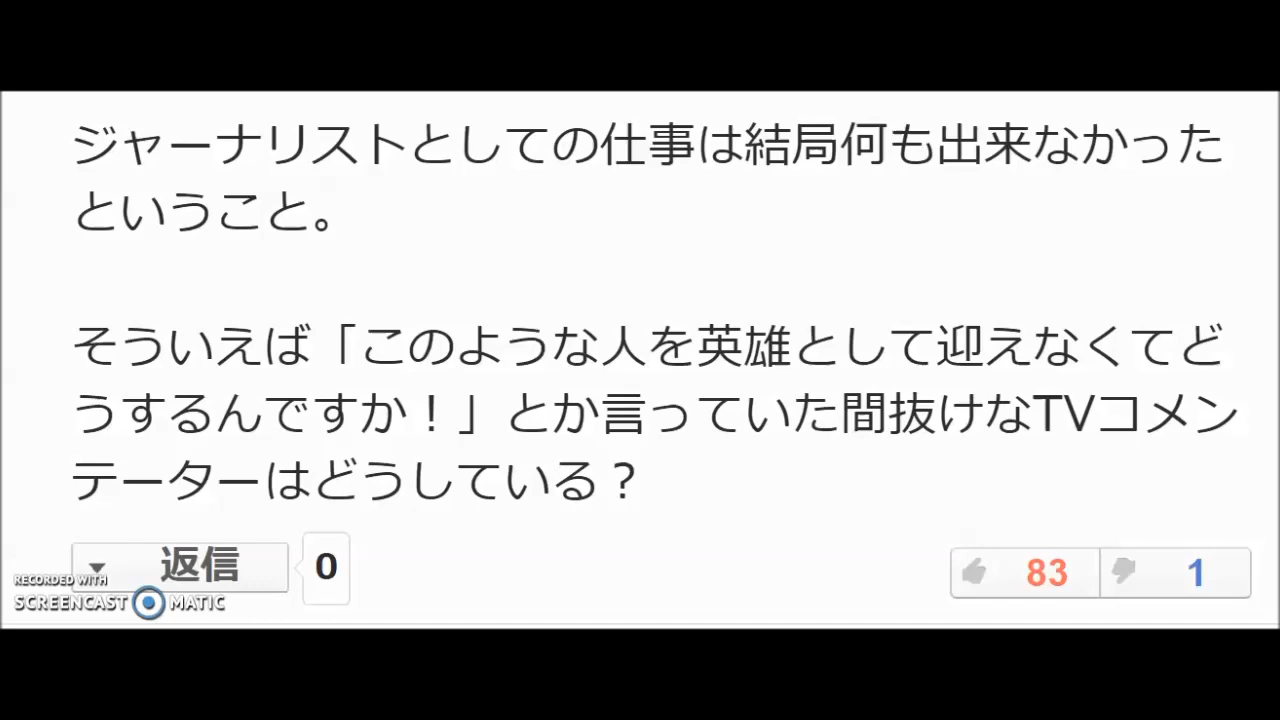 ジャーナリストとしての仕事は結局何も出来なかった
ということ。
そういえば「このような人を英雄として迎えなくてど
うするんですか！」とか言っていた間抜けなTVコメン
テーターはどうしている？
返信 0 83 1
RECORDED WITH
SCREENCAST MATIC